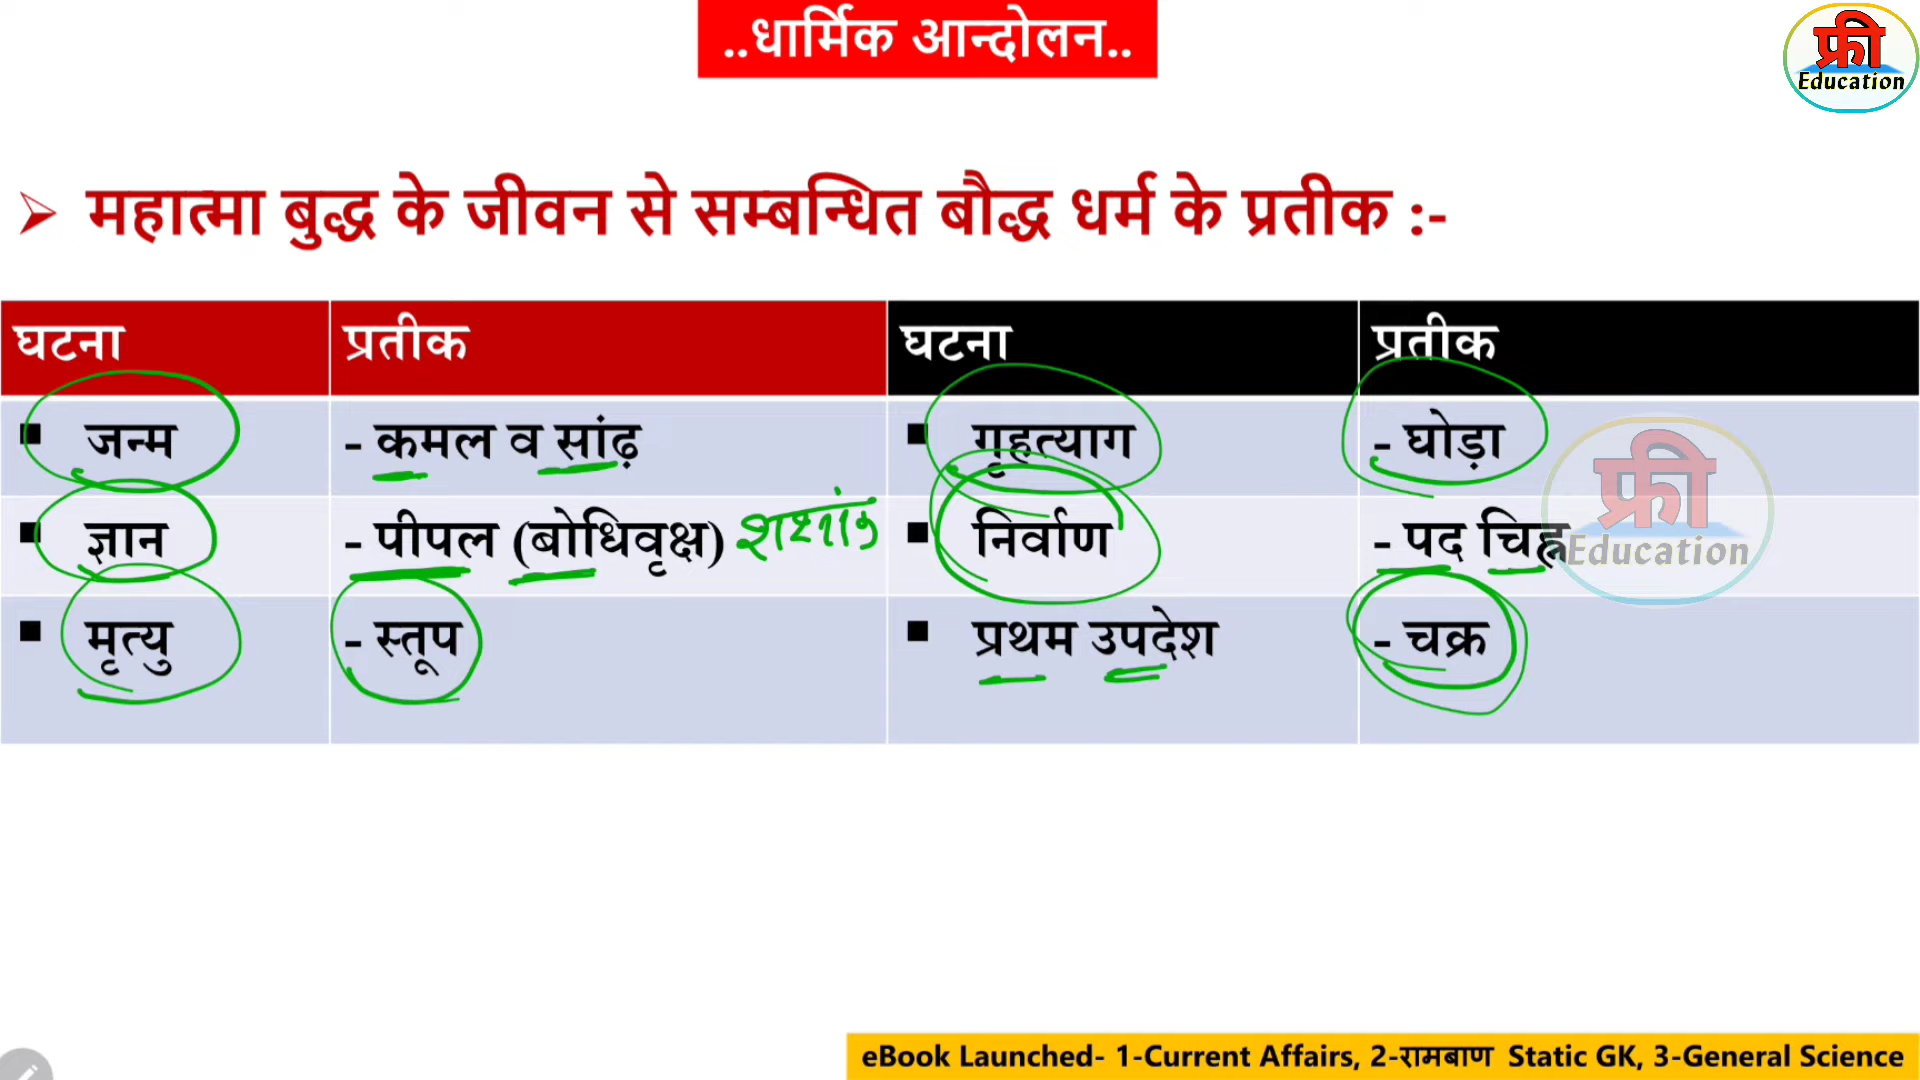 ..धार्मिक आन्दोलन..
फ्री
Education
➢ महात्मा बुद्ध के जीवन से सम्बन्धित बौद्ध धर्म के प्रतीक :-
घटना प्रतीक घटना प्रतीक
▪ जन्म - कमल व सांढ़ ▪ गृहत्याग - घोड़ा
▪ ज्ञान - पीपल (बोधिवृक्ष) शशांक ▪ निर्वाण - पद चिह्न
▪ मृत्यु - स्तूप ▪ प्रथम उपदेश - चक्र
फ्री
Education
eBook Launched- 1-Current Affairs, 2-रामबाण Static GK, 3-General Science